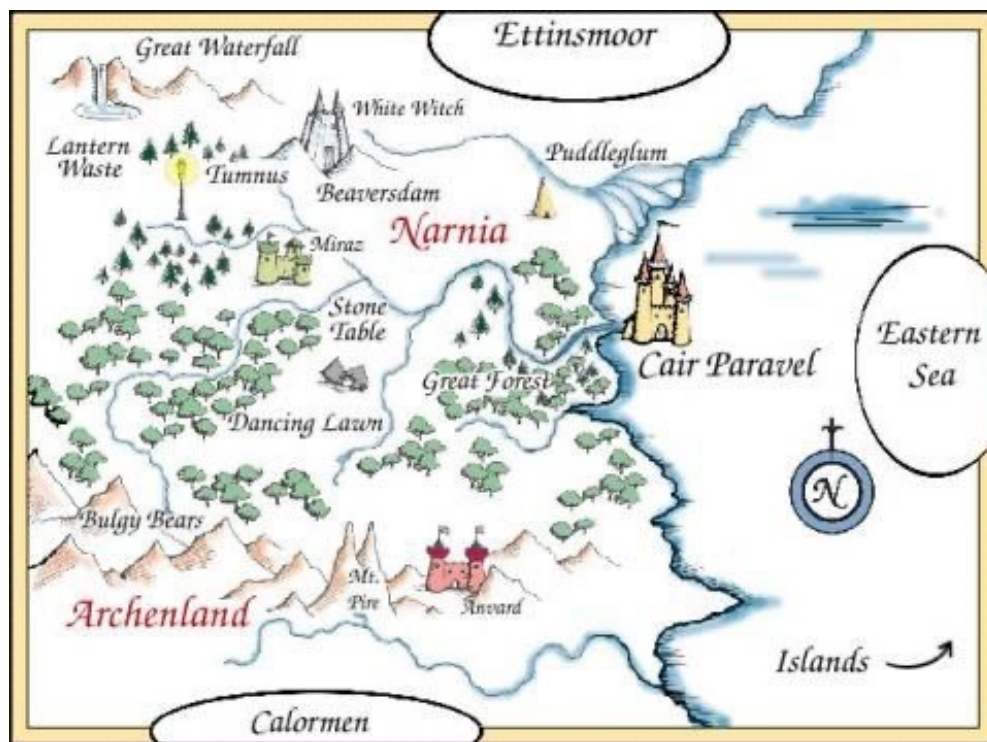 Ettinsmoor
Great Waterfall
White Witch
Lantern
Waste
Tumnus
Puddleglum
Beaversdam
Narnia
Miraz
Stone
Table
Eastern
Sea
Cair Paravel
Great Forest
Dancing Lawn
N
Bulgy Bears
Mt.
Pire
Anvard
Archenland
Islands
Calormen